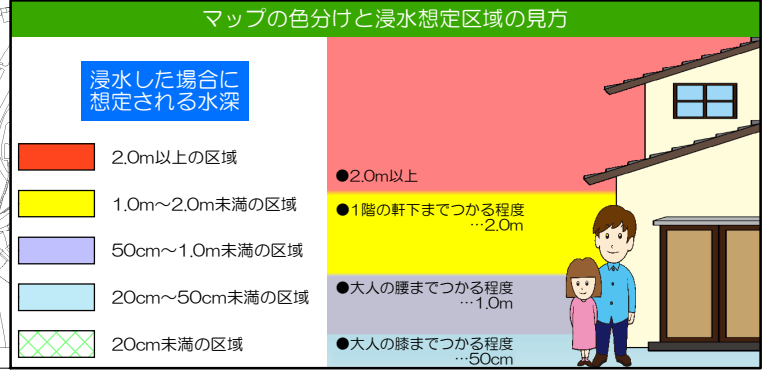 マップの色分けと浸水想定区域の見方
浸水した場合に
想定される水深
2.0m以上の区域
1.0m～2.0m未満の区域
50cm～1.0m未満の区域
20cm～50cm未満の区域
20cm未満の区域
●2.0m以上
●1階の軒下までつかる程度
…2.0m
●大人の腰までつかる程度
…1.0m
●大人の膝までつかる程度
…50cm